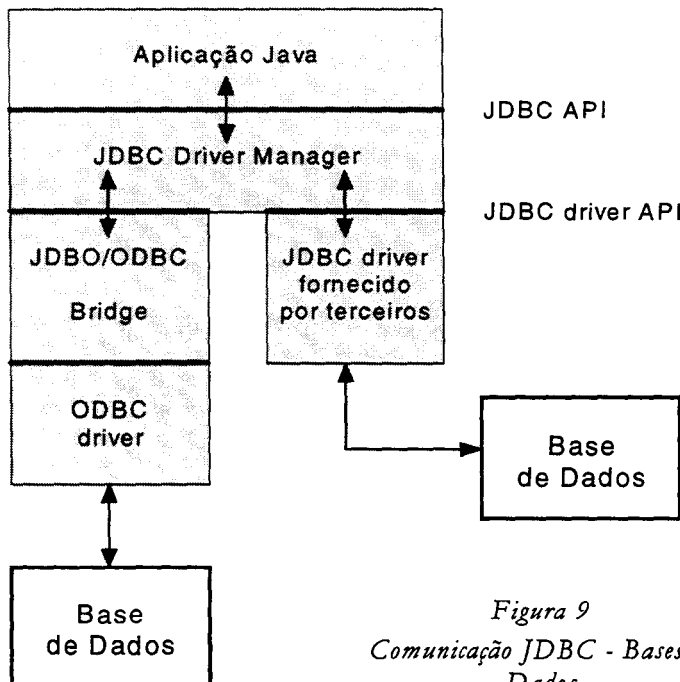 Aplicação Java
JDBC API
JDBC Driver Manager
JDBC driver API
JDBO/ODBC
Bridge
JDBC driver
fornecido
por terceiros
ODBC
driver
Base
de Dados
Base
de Dados
Figura 9
Comunicação JDBC - Bases
Dados